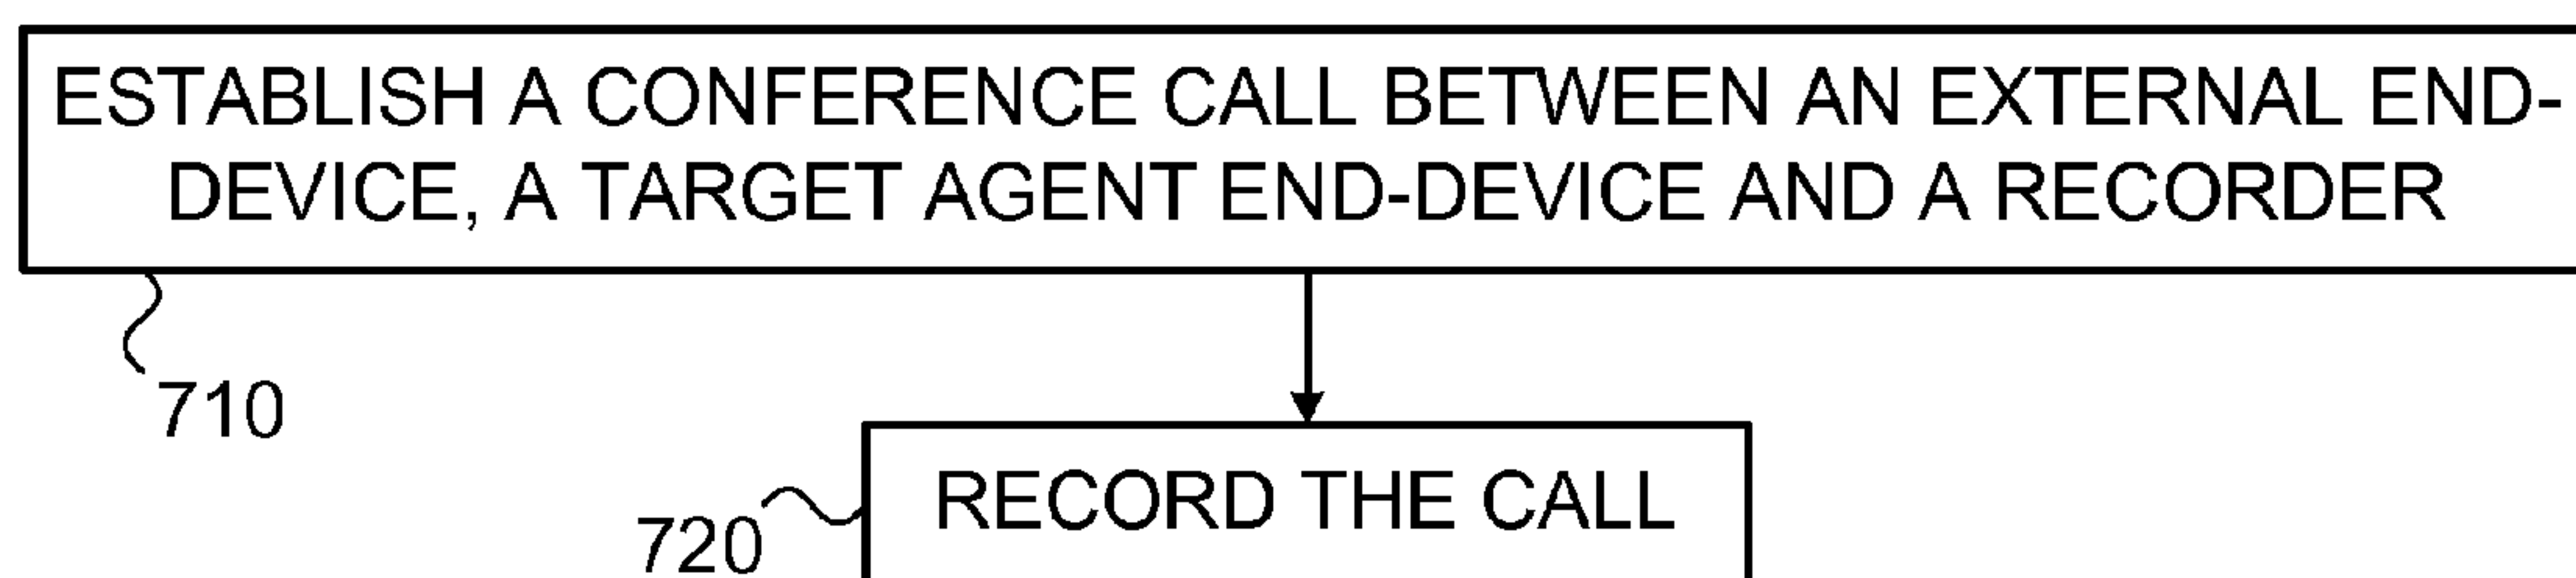 ESTABLISH A CONFERENCE CALL BETWEEN AN EXTERNAL END-
DEVICE, A TARGET AGENT END-DEVICE AND A RECORDER
710
RECORD THE CALL
720